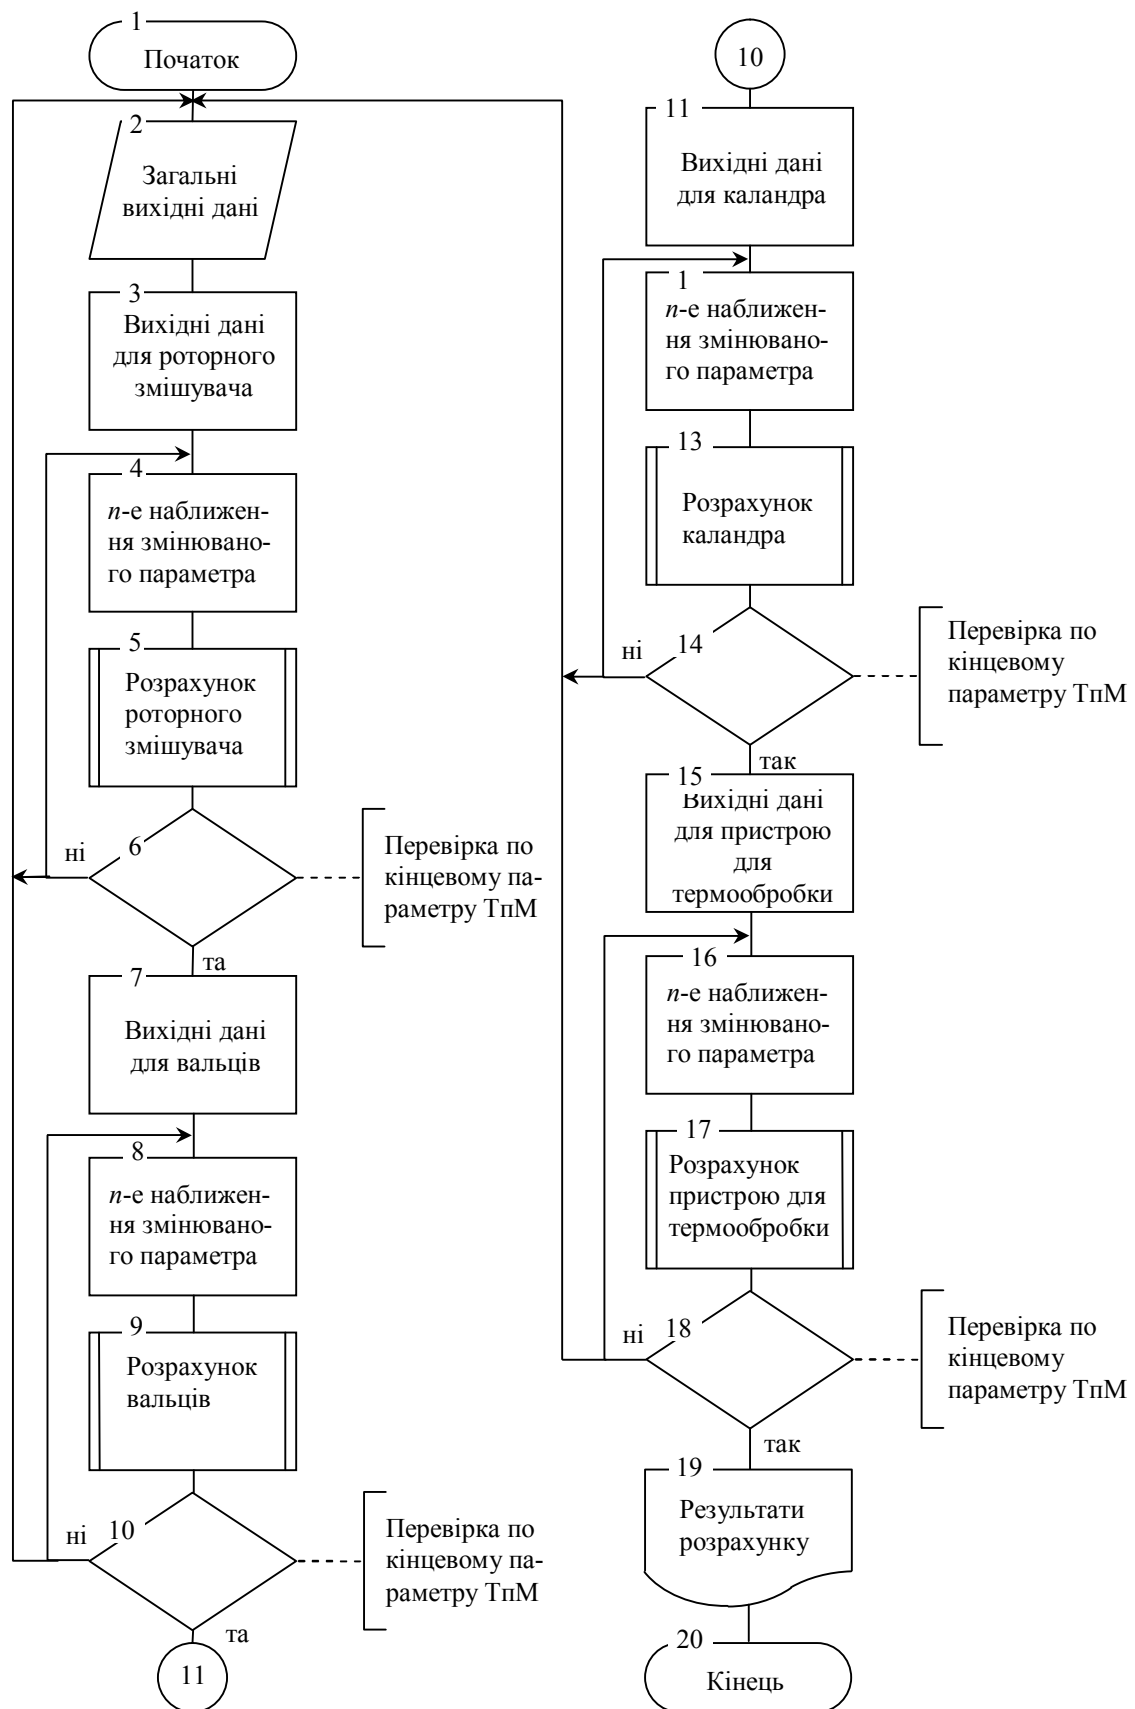 1
Початок
2
Загальні
вихідні дані
3
Вихідні дані
для роторного
змішувача
4
n-е наближен-
ня змінювано-
го параметра
5
Розрахунок
роторного
змішувача
6
ні
Перевірка по
кінцевому па-
раметру ТпМ
та
7
Вихідні дані
для вальців
8
n-е наближен-
ня змінювано-
го параметра
9
Розрахунок
вальців
10
ні
Перевірка по
кінцевому па-
раметру ТпМ
та
11
10
11
Вихідні дані
для каландра
1
n-е наближен-
ня змінювано-
го параметра
13
Розрахунок
каландра
14
ні
Перевірка по
кінцевому
параметру ТпМ
так
15
Вихідні дані
для пристрою
для
термообробки
16
n-е наближен-
ня змінювано-
го параметра
17
Розрахунок
пристрою для
термообробки
18
ні
Перевірка по
кінцевому
параметру ТпМ
так
19
Результати
розрахунку
20
Кінець